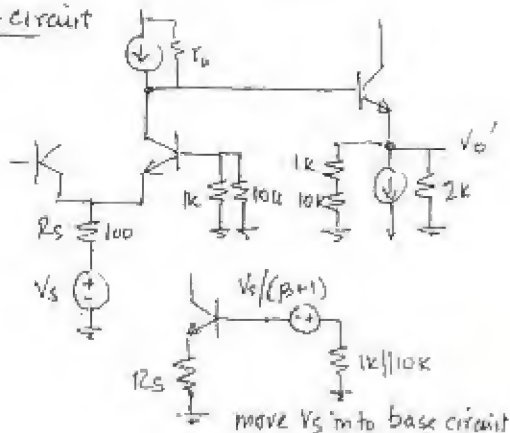 circuit
ro
Vo'
1K
10K
2K
1K
10K
Rs
100
Vs
Vs/(β+1)
Rs
1K||10K
move Vs into base circuit